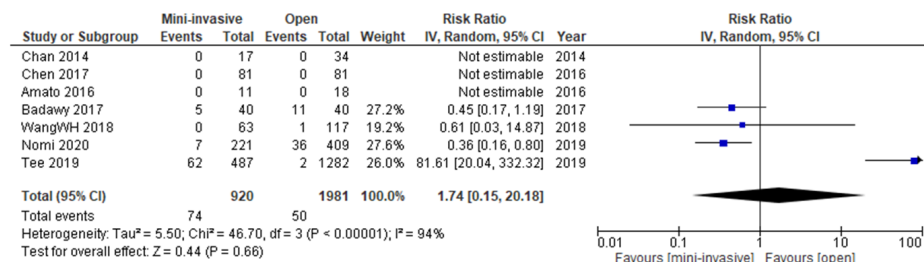 Mini-invasive Open Risk Ratio Risk Ratio
Study or Subgroup Events Total Events Total Weight IV, Random, 95% CI IV, Random, 95% CI
Chan 2014 0 17 0 34 Not estimable 2014
Chen 2017 0 81 0 81 Not estimable 2016
Amato 2016 0 11 0 18 Not estimable 2016
Badawy 2017 5 40 11 40 27.2% 0.45 [0.17, 1.19] 2017
WangWH 2018 0 63 1 117 19.2% 0.61 [0.03, 14.87] 2018
Nomi 2020 7 221 36 409 27.6% 0.36 [0.16, 0.80] 2019
Tee 2019 62 487 2 1282 26.0% 81.61 [20.04, 332.32] 2019
Total (95% CI) 920 1981 100.0% 1.74 [0.15, 20.18]
Total events 74 50
Heterogeneity: Tau² = 5.50; Chi² = 46.70, df = 3 (P < 0.00001); I² = 94%
Test for overall effect: Z = 0.44 (P = 0.66)
0.01 0.1 1 10 100
Favours [mini-invasive] Favours [open]